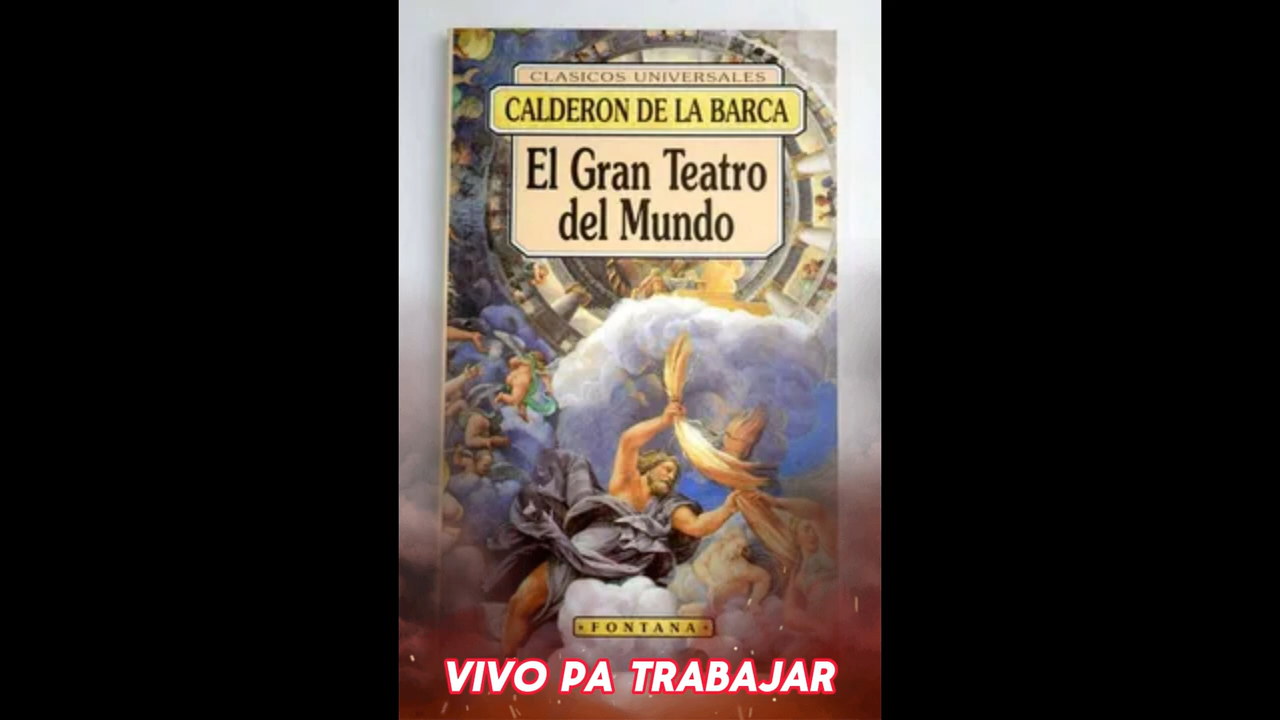 CLASICOS UNIVERSALES
CALDERON DE LA BARCA
El Gran Teatro
del Mundo
FONTANA
VIVO PA TRABAJAR